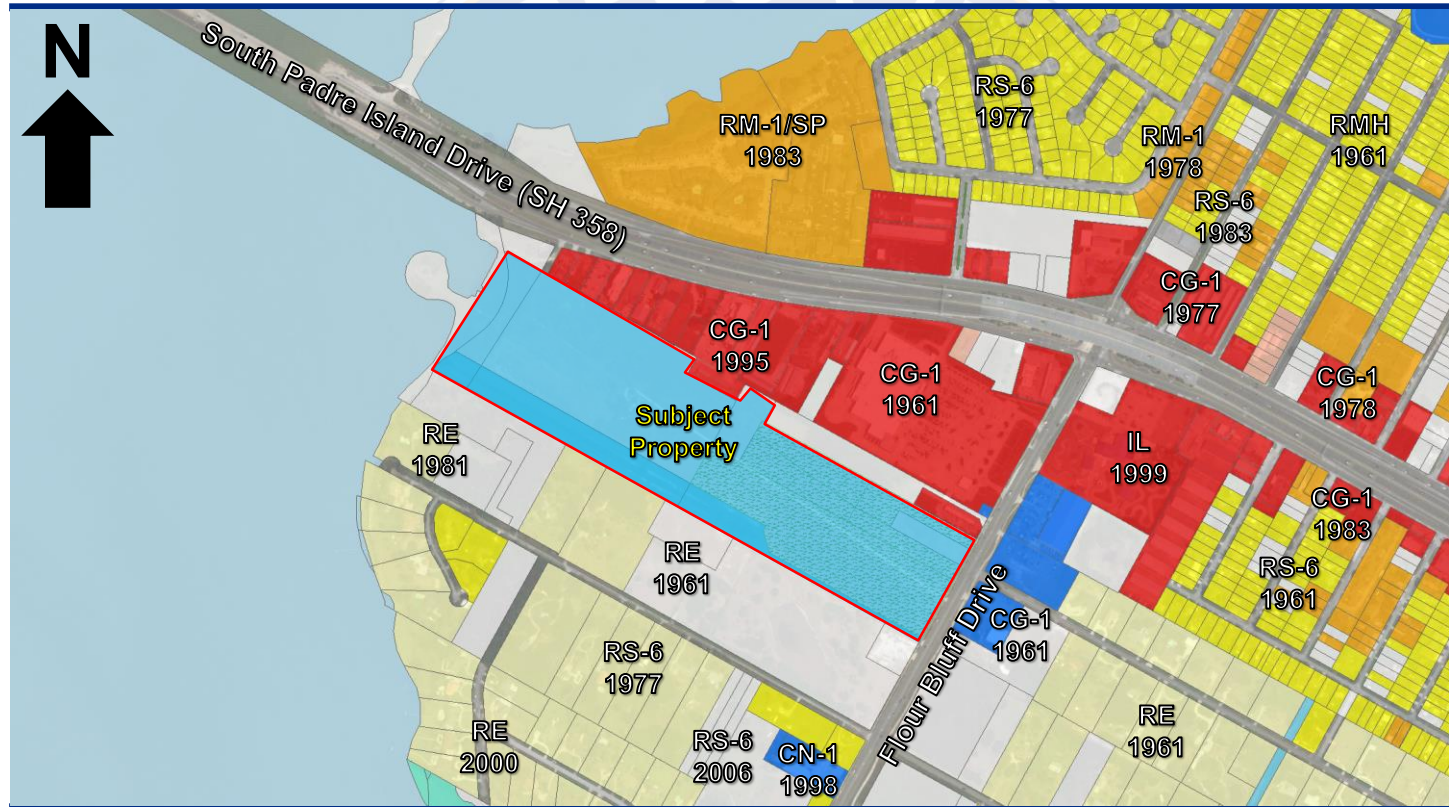 N
South Padre Island Drive (SH 358)
RM-1/SP
1983
RS-6
1977
RM-1
1978
RMH
1961
RS-6
1983
CG-1
1977
CG-1
1995
CG-1
1961
CG-1
1978
Subject
Property
RE
1981
IL
1999
CG-1
1983
RE
1961
RS-6
1961
Flour Bluff Drive
CG-1
1961
RS-6
1977
RE
2000
RS-6
2006
CN-1
1998
RE
1961